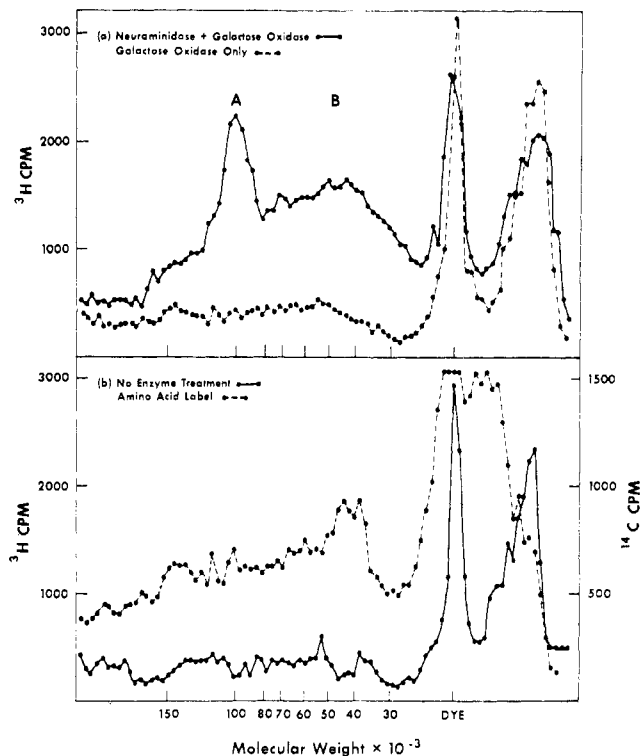 3000
(a) Neuraminidase + Galactose Oxidase
Galactose Oxidase Only
A
B
2000
³H CPM
1000
3000
(b) No Enzyme Treatment
Amino Acid Label
1500
2000
1000
³H CPM
¹⁴C CPM
1000
500
150 100 80 70 60 50 40 30 DYE
Molecular Weight × 10⁻³